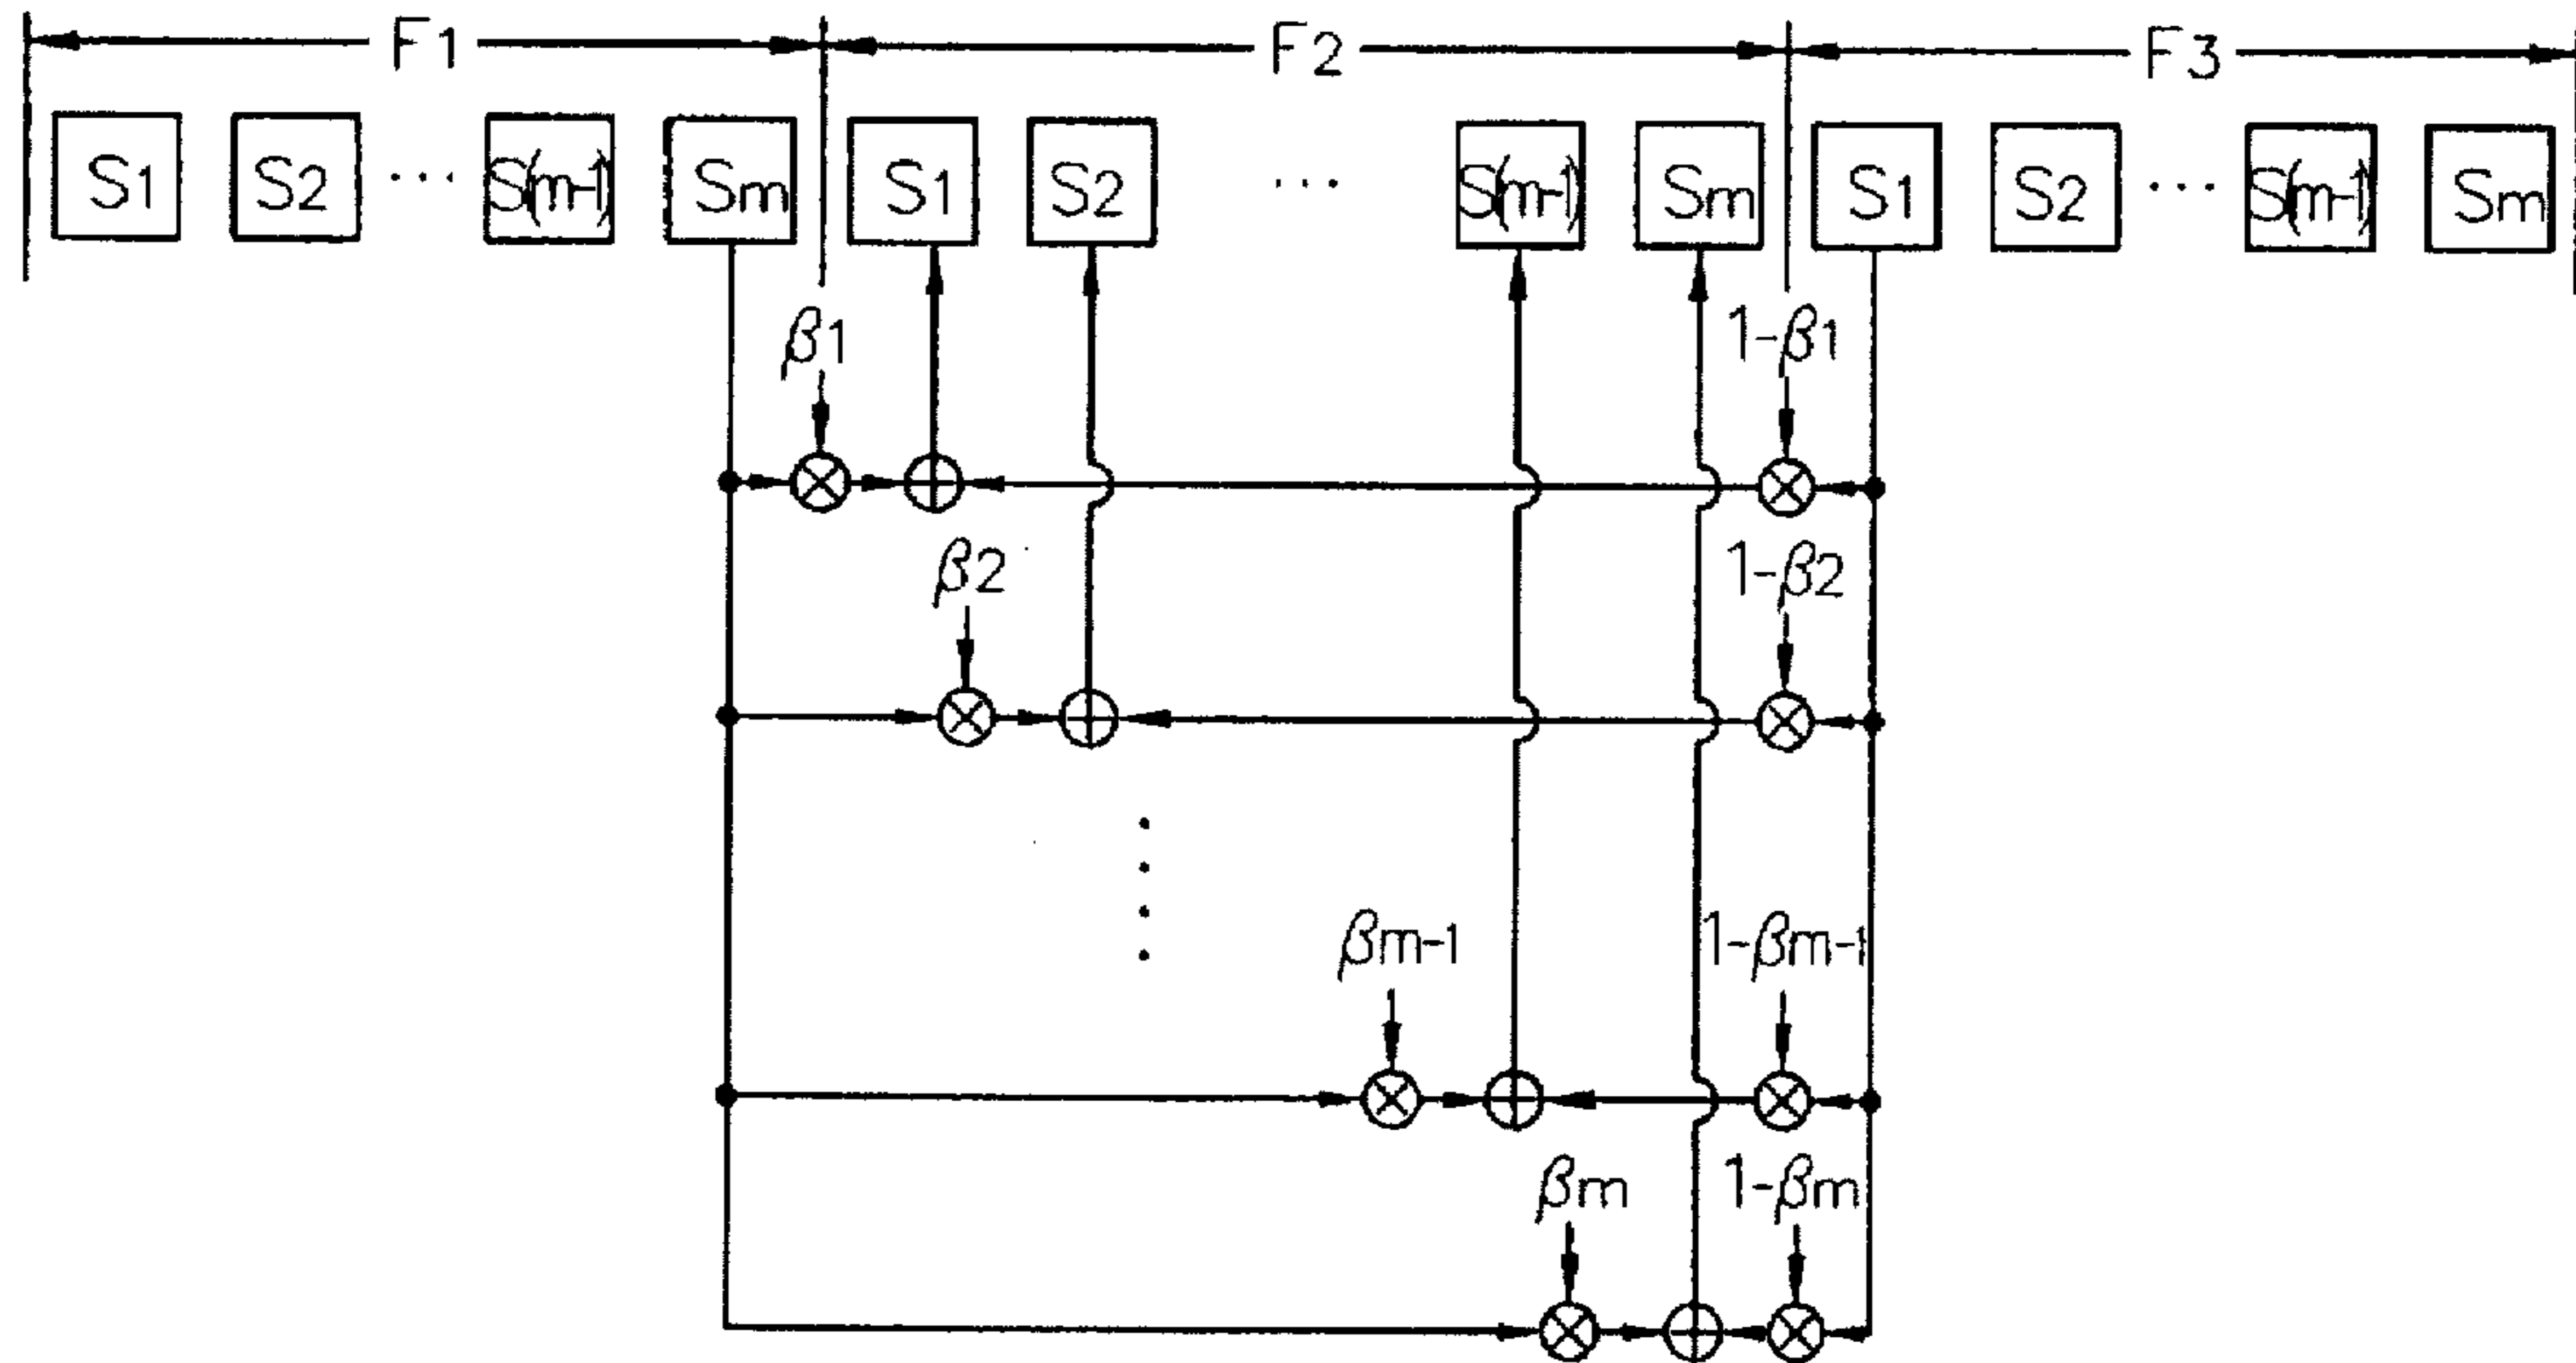 F1 F2 F3
S1 S2 ... S(m-1) Sm S1 S2 ... S(m-1) Sm S1 S2 ... S(m-1) Sm
β1 1-β1
β2 1-β2
βm-1 1-βm-1
βm 1-βm